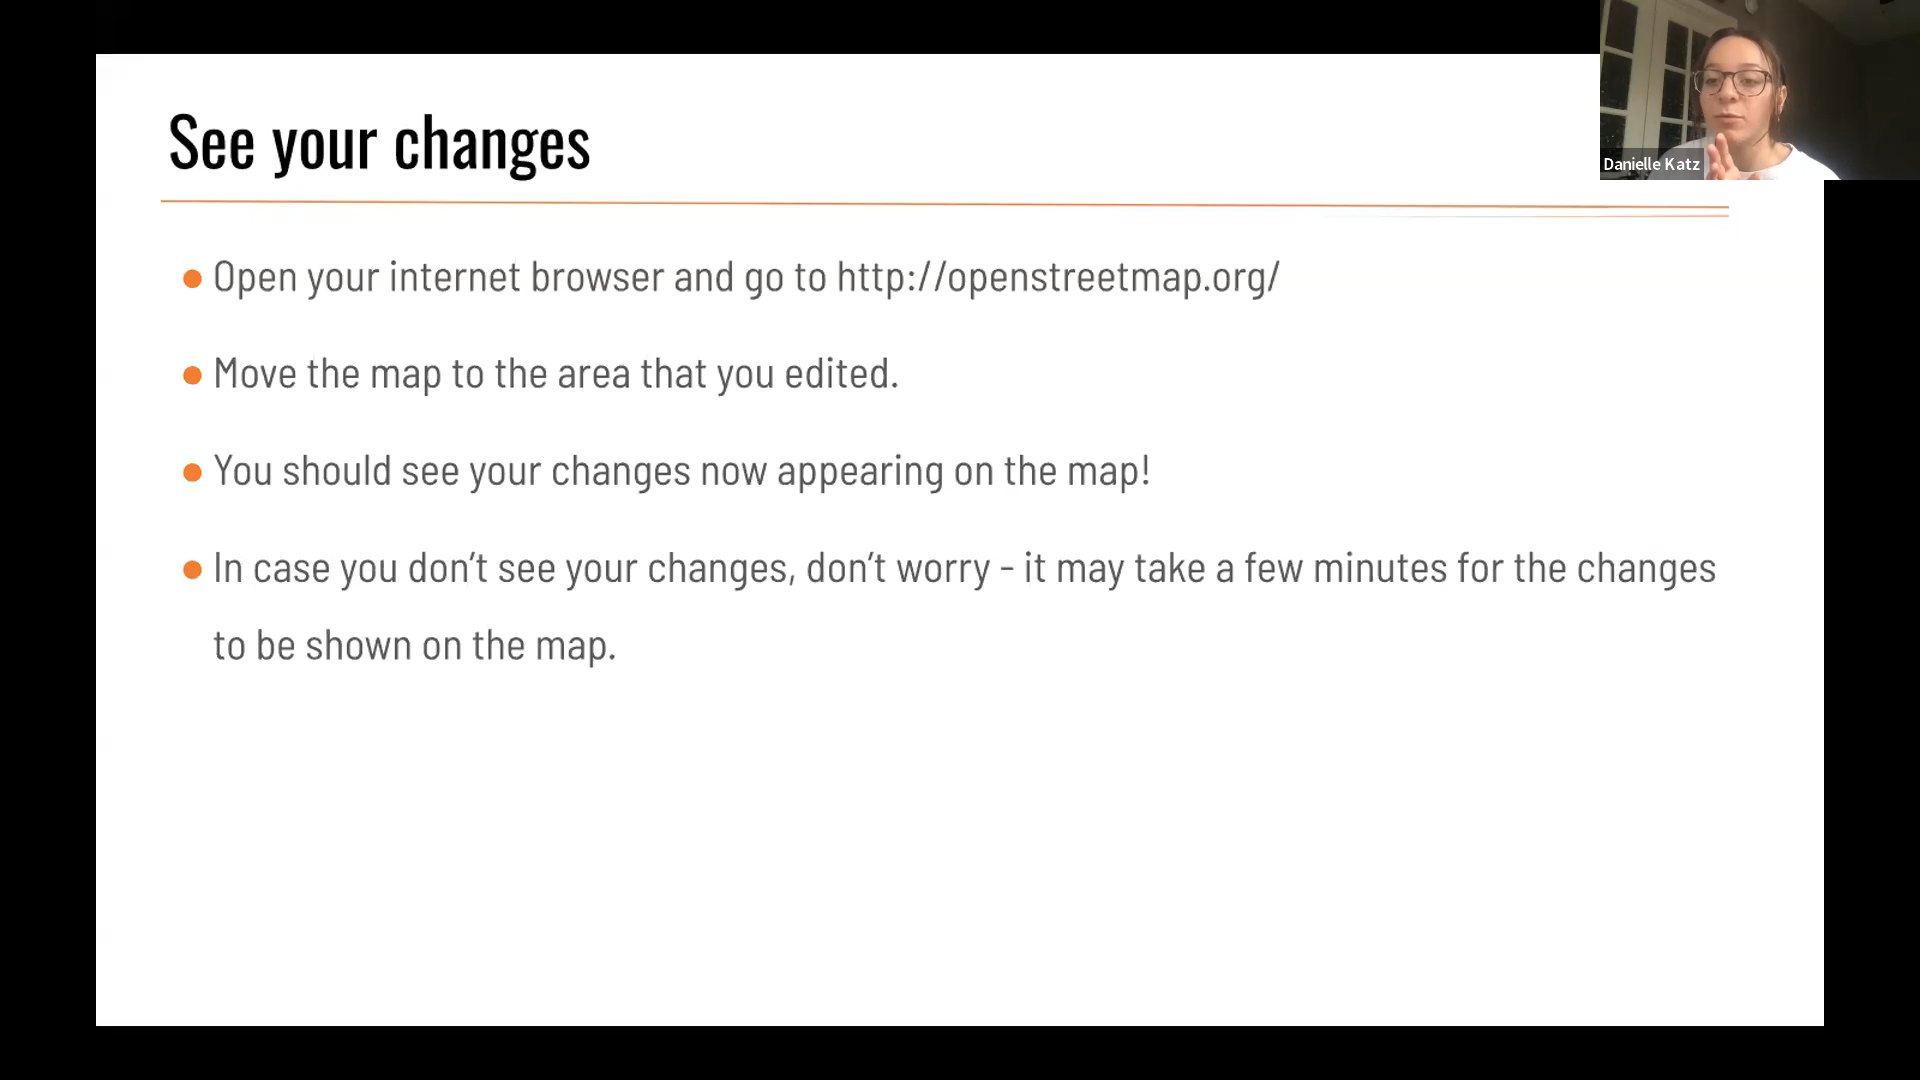 See your changes
Danielle Katz
● Open your internet browser and go to http://openstreetmap.org/
● Move the map to the area that you edited.
● You should see your changes now appearing on the map!
● In case you don’t see your changes, don’t worry - it may take a few minutes for the changes
to be shown on the map.